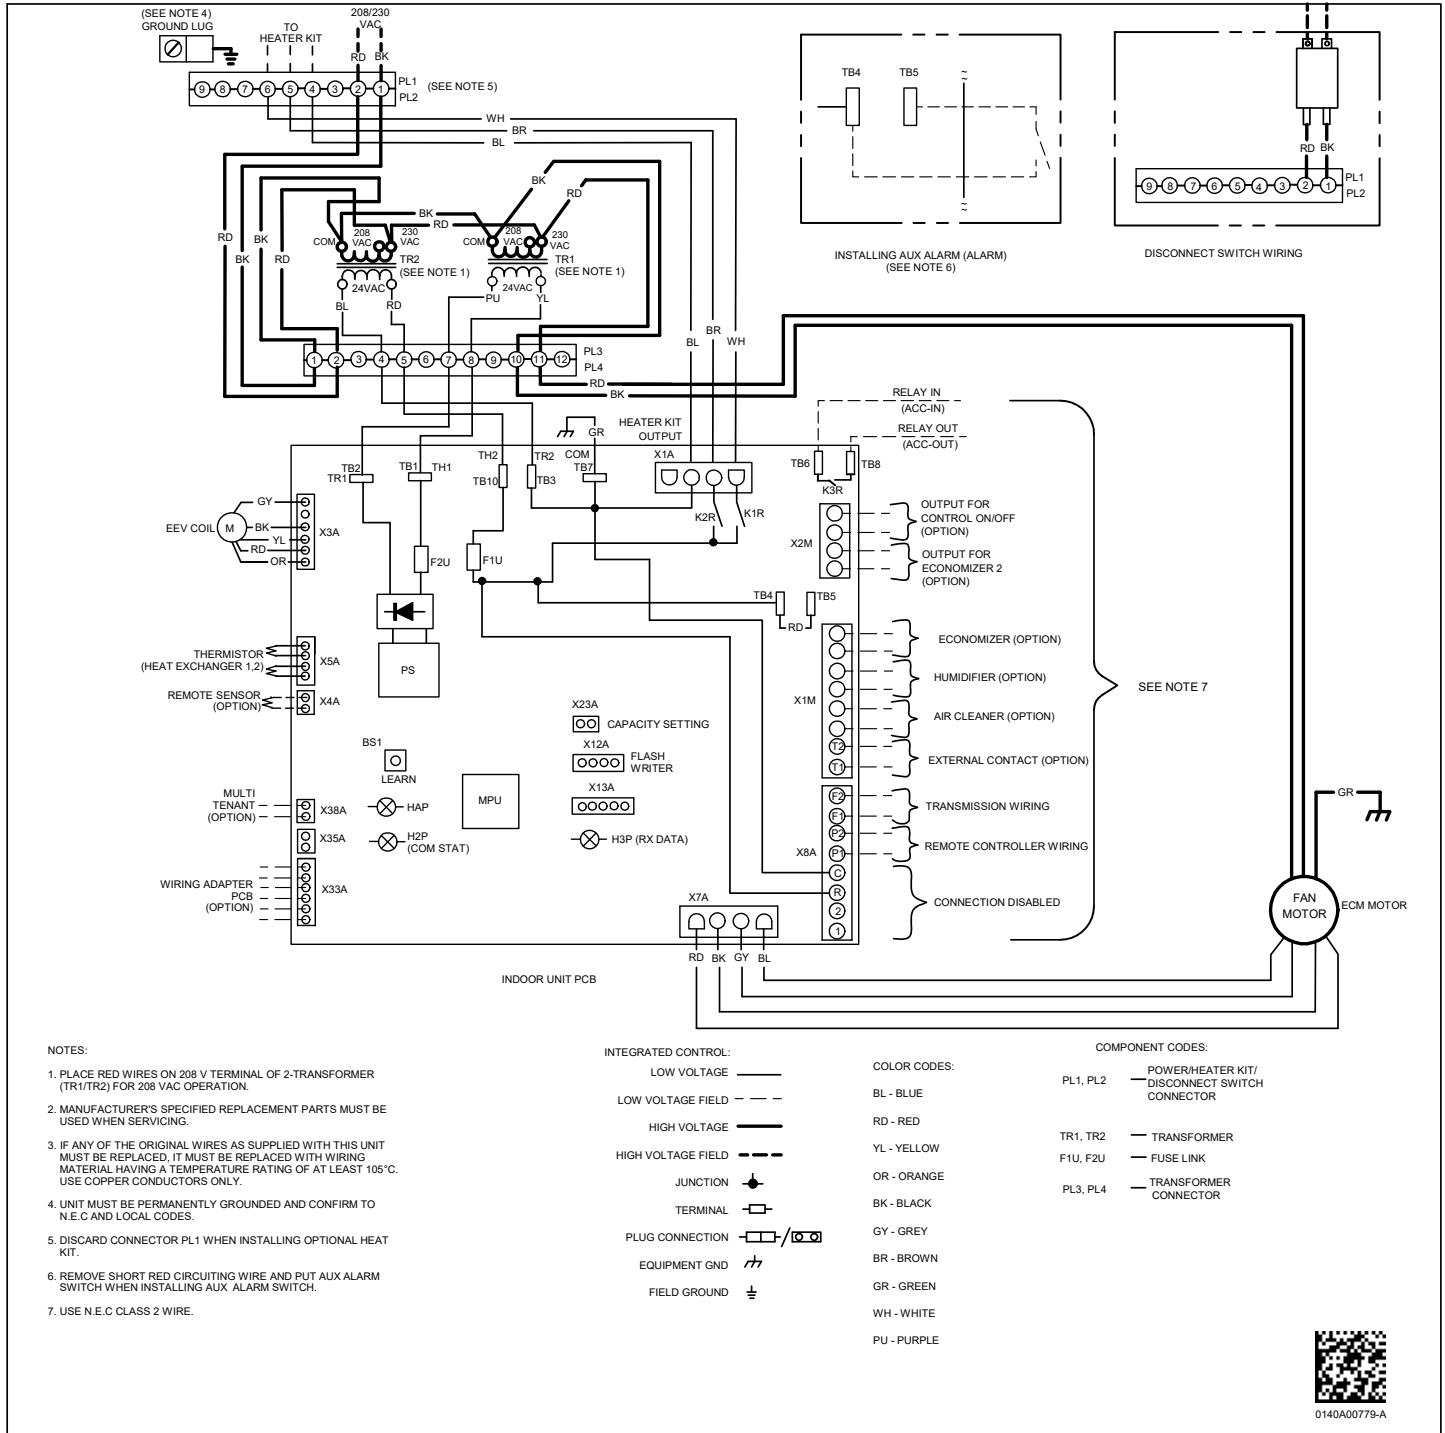 (SEE NOTE 4)
GROUND LUG
TO
HEATER KIT
208/230
VAC
RD BK
9 8 7 6 5 4 3 2 1
PL1
PL2
(SEE NOTE 5)
WH
BR
BL
BK
RD
BK
RD
RD
BK
BK
RD
COM
208
VAC
230
VAC
TR2
(SEE NOTE 1)
24VAC
BL
RD
COM
208
VAC
230
VAC
TR1
(SEE NOTE 1)
24VAC
PU
YL
BL
BR
WH
1 2 3 4 5 6 7 8 9 10 11 12
PL3
PL4
RD
BK
TB4
TB5
~
~
~
~
INSTALLING AUX ALARM (ALARM)
(SEE NOTE 6)
RD BK
9 8 7 6 5 4 3 2 1
PL1
PL2
DISCONNECT SWITCH WIRING
RELAY IN
(ACC-IN)
RELAY OUT
(ACC-OUT)
HEATER KIT
OUTPUT
X1A
GR
COM
TB7
TB2
TR1
TB1 TH1
TH2
TB10
TR2
TB3
TB6
TB8
K3R
K2R
K1R
GY
BK
YL
RD
OR
EEV COIL
M
X3A
F2U
F1U
PS
X2M
OUTPUT FOR
CONTROL ON/OFF
(OPTION)
OUTPUT FOR
ECONOMIZER 2
(OPTION)
TB4
TB5
RD
THERMISTOR
(HEAT EXCHANGER 1,2)
X5A
REMOTE SENSOR
(OPTION)
X4A
X1M
T2
T1
ECONOMIZER (OPTION)
HUMIDIFIER (OPTION)
AIR CLEANER (OPTION)
EXTERNAL CONTACT (OPTION)
SEE NOTE 7
X23A
CAPACITY SETTING
X12A
FLASH
WRITER
X13A
BS1
LEARN
MPU
HAP
H2P
(COM STAT)
H3P (RX DATA)
MULTI
TENANT
(OPTION)
X38A
X35A
WIRING ADAPTER
PCB
(OPTION)
X33A
X8A
F2
F1
P2
P1
C
R
2
1
TRANSMISSION WIRING
REMOTE CONTROLLER WIRING
CONNECTION DISABLED
X7A
RD BK GY BL
GR
FAN
MOTOR
ECM MOTOR
INDOOR UNIT PCB
NOTES:
1. PLACE RED WIRES ON 208 V TERMINAL OF 2-TRANSFORMER
(TR1/TR2) FOR 208 VAC OPERATION.
2. MANUFACTURER'S SPECIFIED REPLACEMENT PARTS MUST BE
USED WHEN SERVICING.
3. IF ANY OF THE ORIGINAL WIRES AS SUPPLIED WITH THIS UNIT
MUST BE REPLACED, IT MUST BE REPLACED WITH WIRING
MATERIAL HAVING A TEMPERATURE RATING OF AT LEAST 105°C.
USE COPPER CONDUCTORS ONLY.
4. UNIT MUST BE PERMANENTLY GROUNDED AND CONFIRM TO
N.E.C AND LOCAL CODES.
5. DISCARD CONNECTOR PL1 WHEN INSTALLING OPTIONAL HEAT
KIT.
6. REMOVE SHORT RED CIRCUITING WIRE AND PUT AUX ALARM
SWITCH WHEN INSTALLING AUX ALARM SWITCH.
7. USE N.E.C CLASS 2 WIRE.
INTEGRATED CONTROL:
LOW VOLTAGE
LOW VOLTAGE FIELD
HIGH VOLTAGE
HIGH VOLTAGE FIELD
JUNCTION
TERMINAL
PLUG CONNECTION
EQUIPMENT GND
FIELD GROUND
COLOR CODES:
BL - BLUE
RD - RED
YL - YELLOW
OR - ORANGE
BK - BLACK
GY - GREY
BR - BROWN
GR - GREEN
WH - WHITE
PU - PURPLE
COMPONENT CODES:
PL1, PL2 — POWER/HEATER KIT/
DISCONNECT SWITCH
CONNECTOR
TR1, TR2 — TRANSFORMER
F1U, F2U — FUSE LINK
PL3, PL4 — TRANSFORMER
CONNECTOR
0140A00779-A